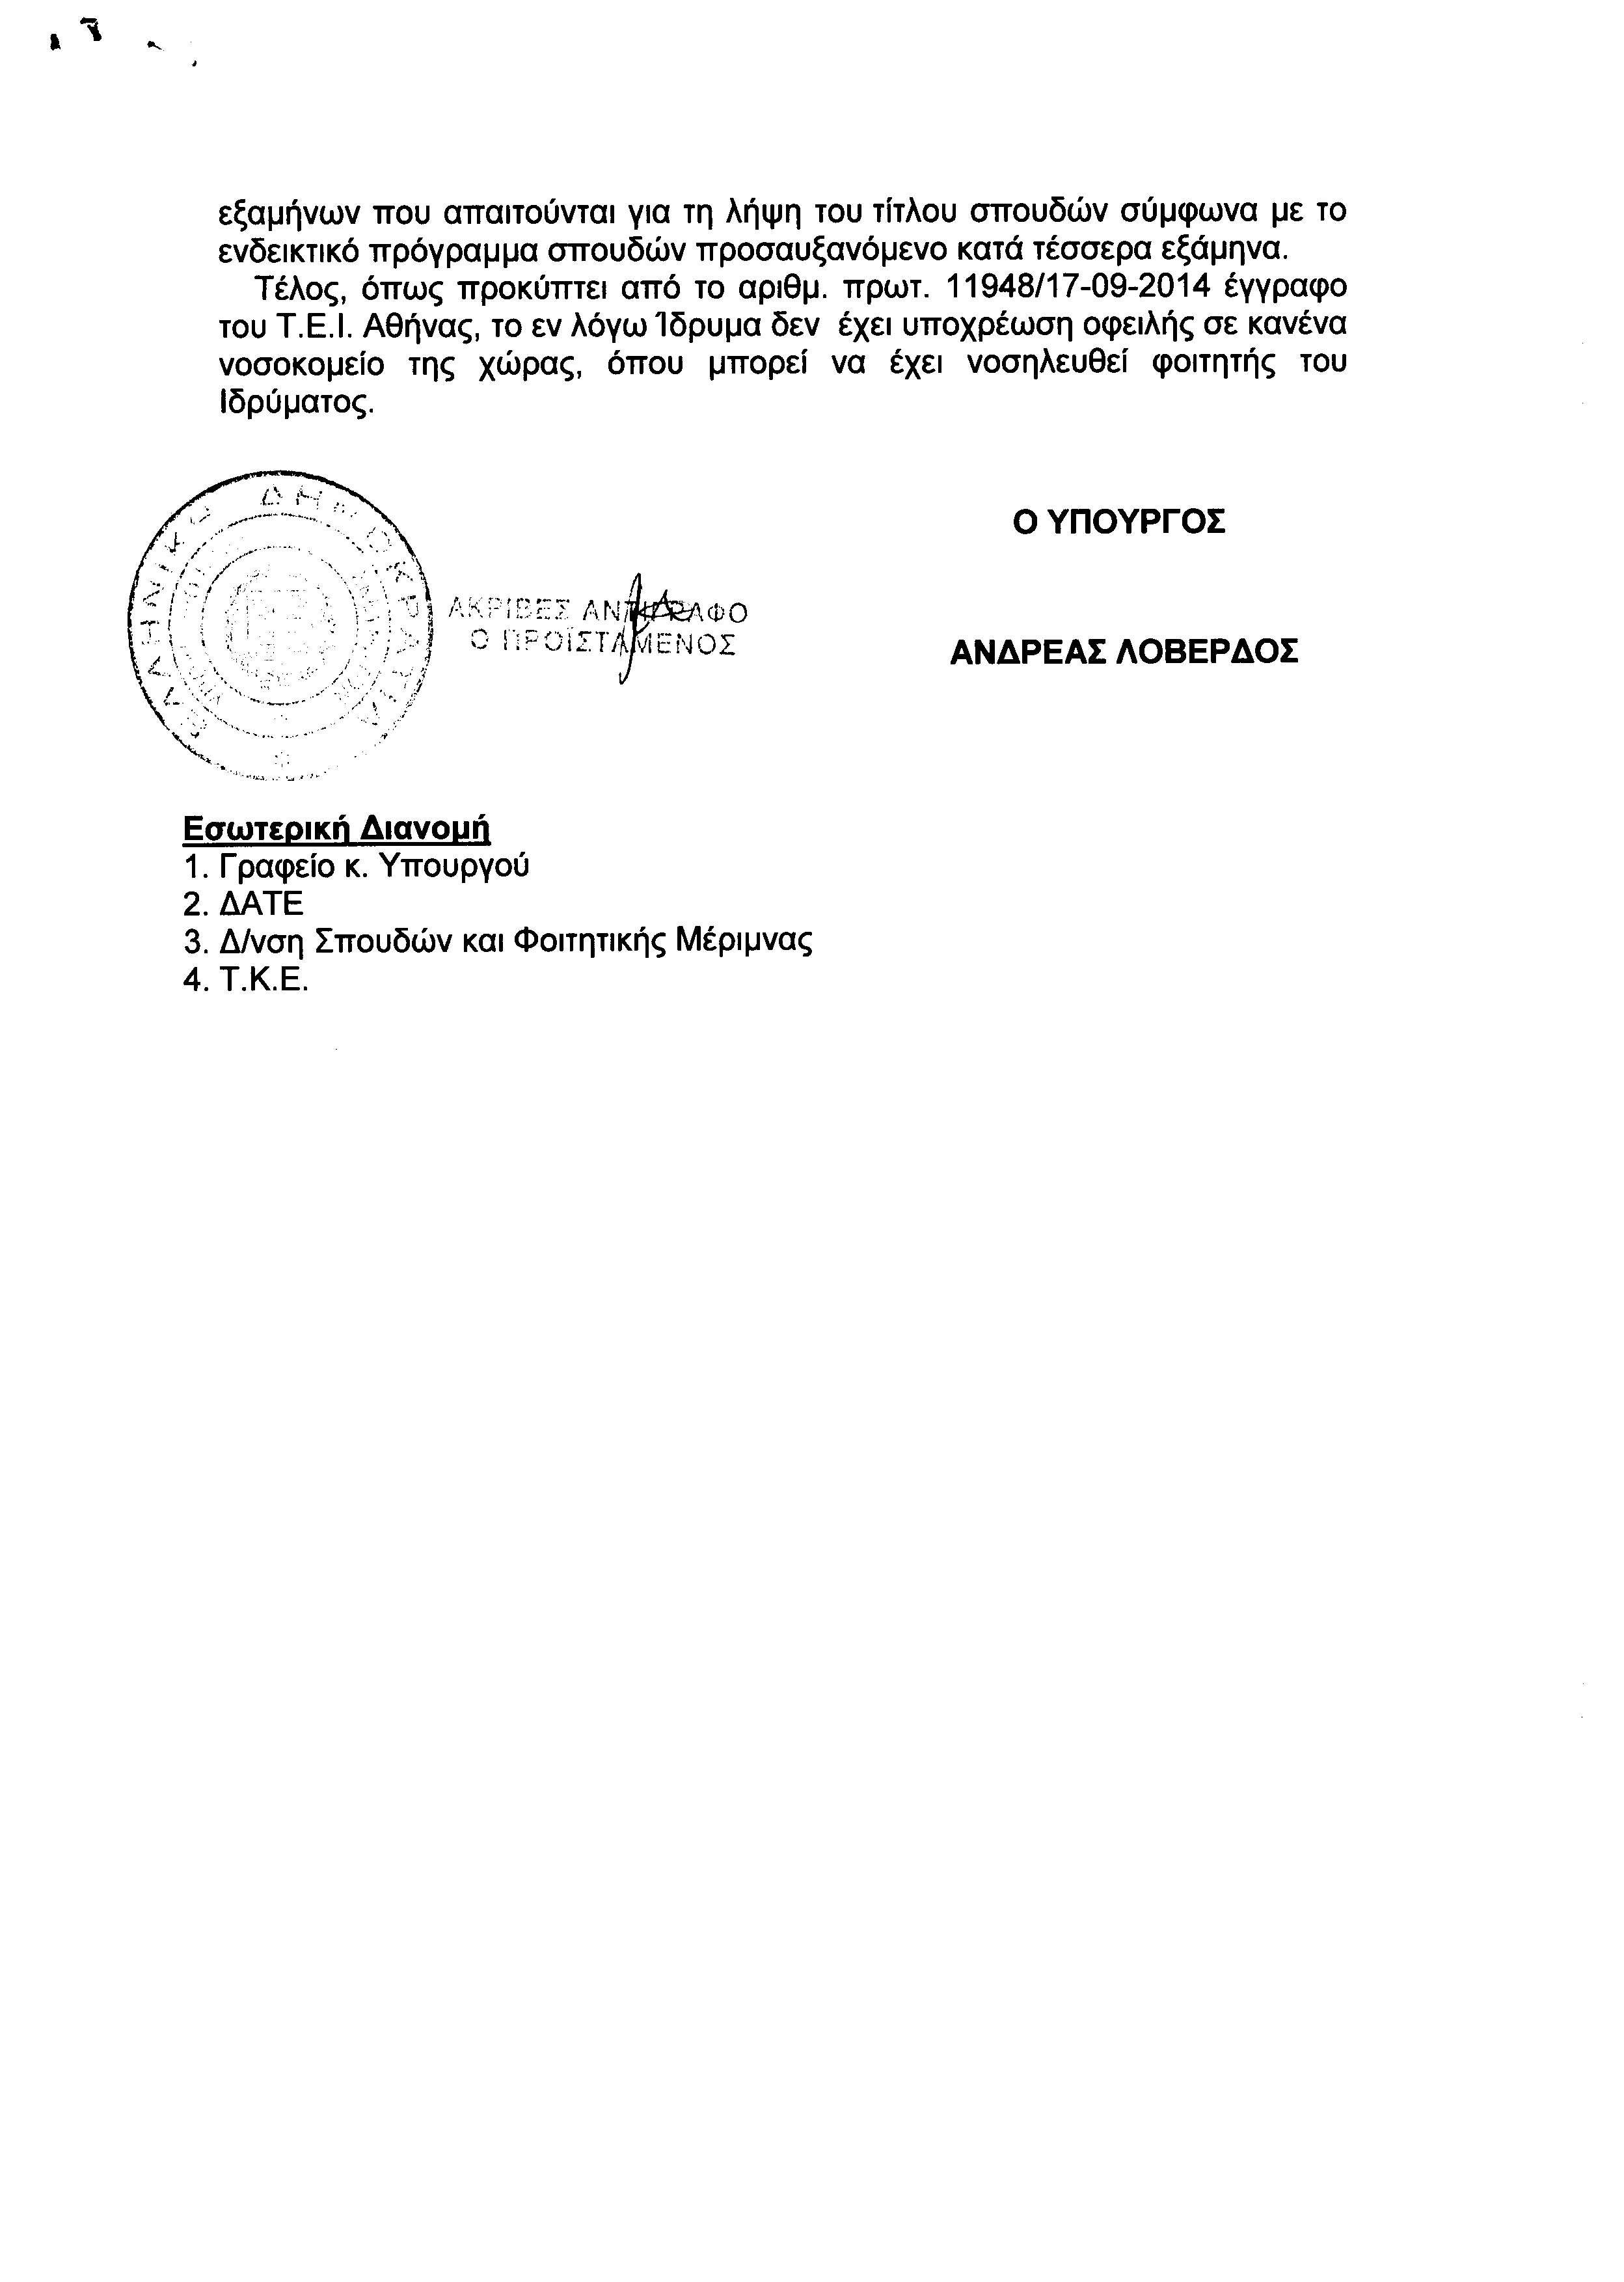 εξαμήνων που απαιτούνται για τη λήψη του τίτλου σπουδών σύμφωνα με το
ενδεικτικό πρόγραμμα σπουδών προσαυξανόμενο κατά τέσσερα εξάμηνα.
Τέλος, όπως προκύπτει από το αριθμ. πρωτ. 11948/17-09-2014 έγγραφο
του Τ.Ε.Ι. Αθήνας, το εν λόγω Ίδρυμα δεν έχει υποχρέωση οφειλής σε κανένα
νοσοκομείο της χώρας, όπου μπορεί να έχει νοσηλευθεί φοιτητής του
Ιδρύματος.
ΕΛΛΗΝΙΚΗ ΔΗΜΟΚΡΑΤΙΑ
Ο ΥΠΟΥΡΓΟΣ
ΑΚΡΙΒΕΣ ΑΝΤΙΓΡΑΦΟ
Ο ΠΡΟΪΣΤΑΜΕΝΟΣ
ΑΝΔΡΕΑΣ ΛΟΒΕΡΔΟΣ
Εσωτερική Διανομή
1. Γραφείο κ. Υπουργού
2. ΔΑΤΕ
3. Δ/νση Σπουδών και Φοιτητικής Μέριμνας
4. Τ.Κ.Ε.